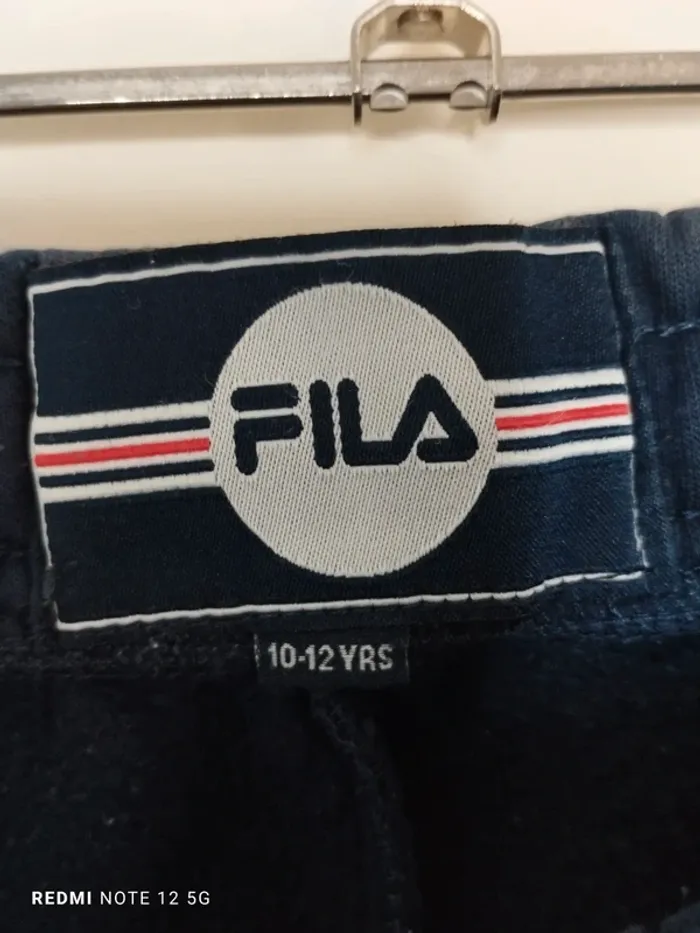 FILA
10-12 YRS
REDMI NOTE 12 5G